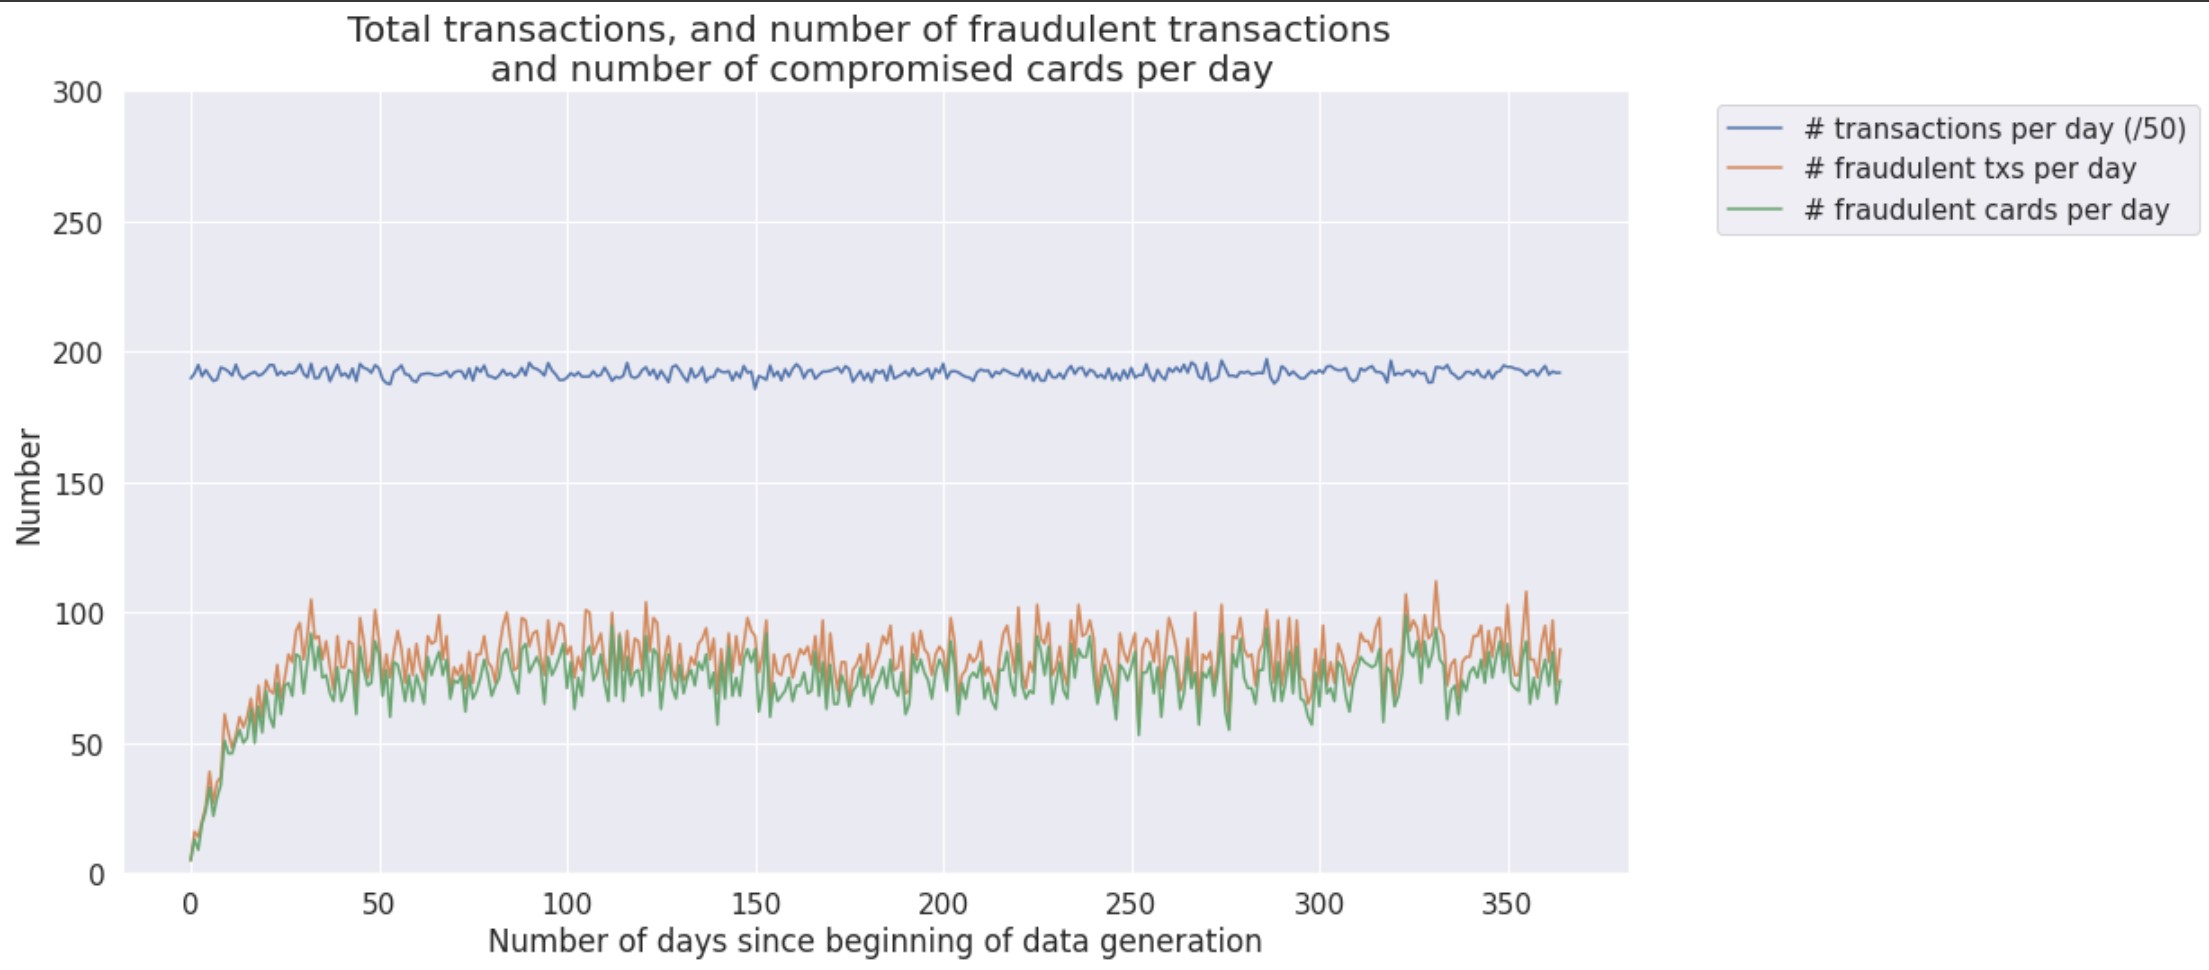 Total transactions, and number of fraudulent transactions
and number of compromised cards per day
300
250
200
150
100
50
0
Number
0 50 100 150 200 250 300 350
Number of days since beginning of data generation
# transactions per day (/50)
# fraudulent txs per day
# fraudulent cards per day